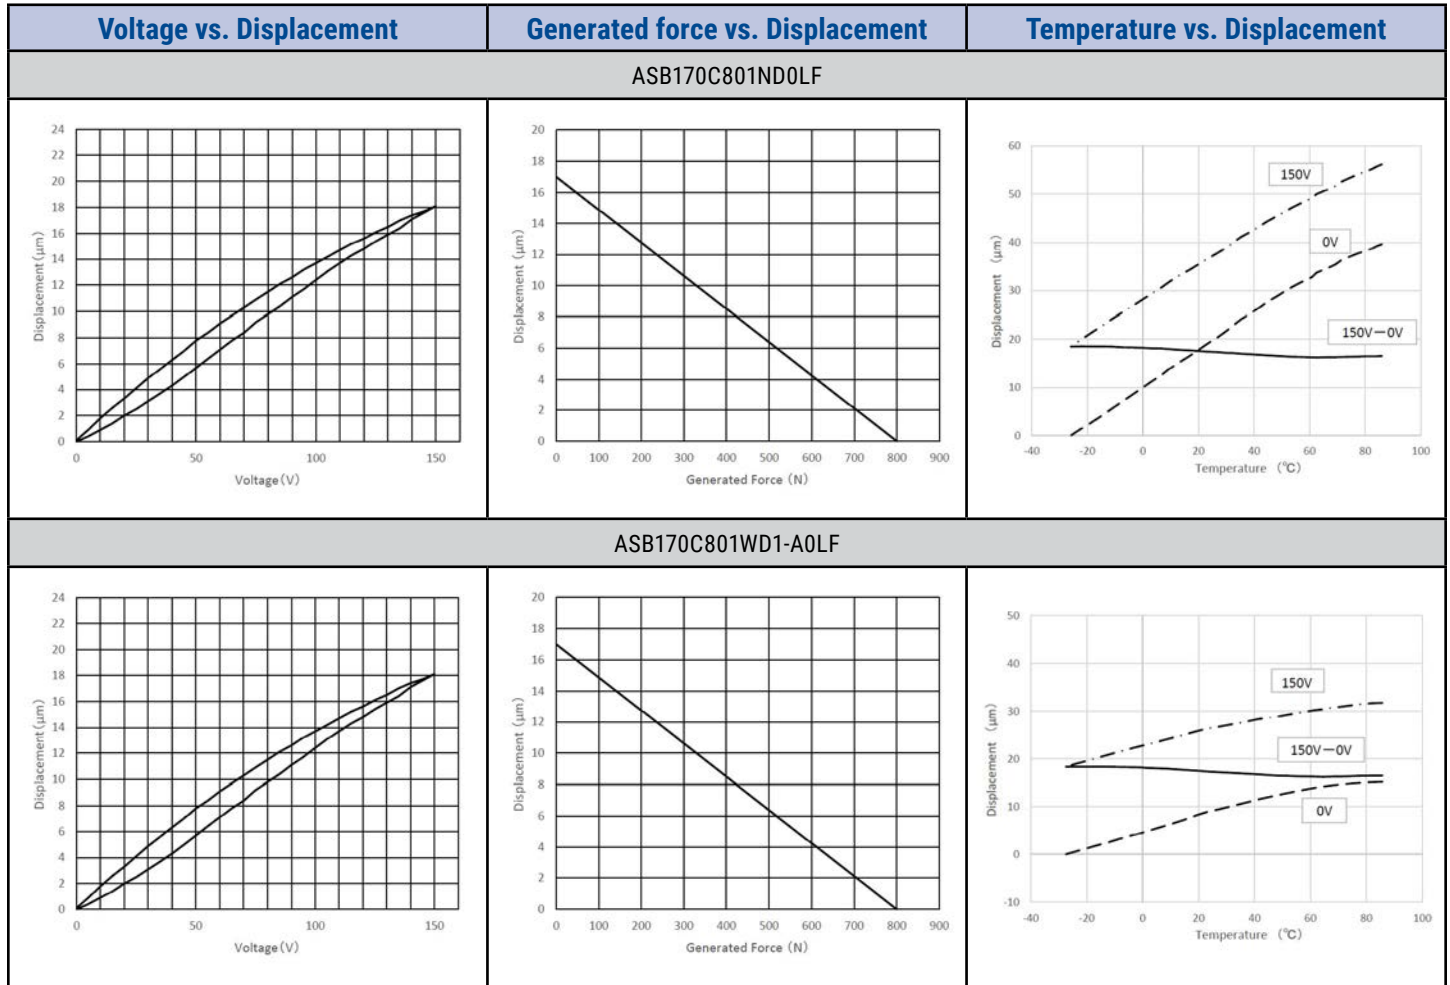 Voltage vs. Displacement
Generated force vs. Displacement
Temperature vs. Displacement
ASB170C801ND0LF
24
22
20
18
16
14
12
10
8
6
4
2
0
Displacement (μm)
0 50 100 150
Voltage(V)
20
18
16
14
12
10
8
6
4
2
0
Displacement (μm)
0 100 200 300 400 500 600 700 800 900
Generated Force (N)
60
50
40
30
20
10
0
Displacement (μm)
150V
0V
150V－0V
-40 -20 0 20 40 60 80 100
Temperature (℃)
ASB170C801WD1-A0LF
24
22
20
18
16
14
12
10
8
6
4
2
0
Displacement (μm)
0 50 100 150
Voltage(V)
20
18
16
14
12
10
8
6
4
2
0
Displacement (μm)
0 100 200 300 400 500 600 700 800 900
Generated Force (N)
50
40
30
20
10
0
-10
Displacement (μm)
150V
150V－0V
0V
-40 -20 0 20 40 60 80 100
Temperature (℃)